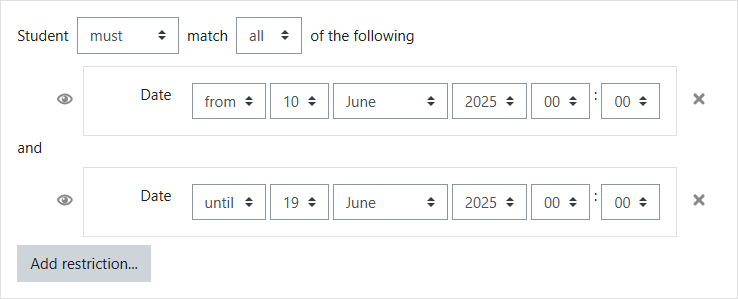 Student must match all of the following
Date from 10 June 2025 00 : 00
and
Date until 19 June 2025 00 : 00
Add restriction...